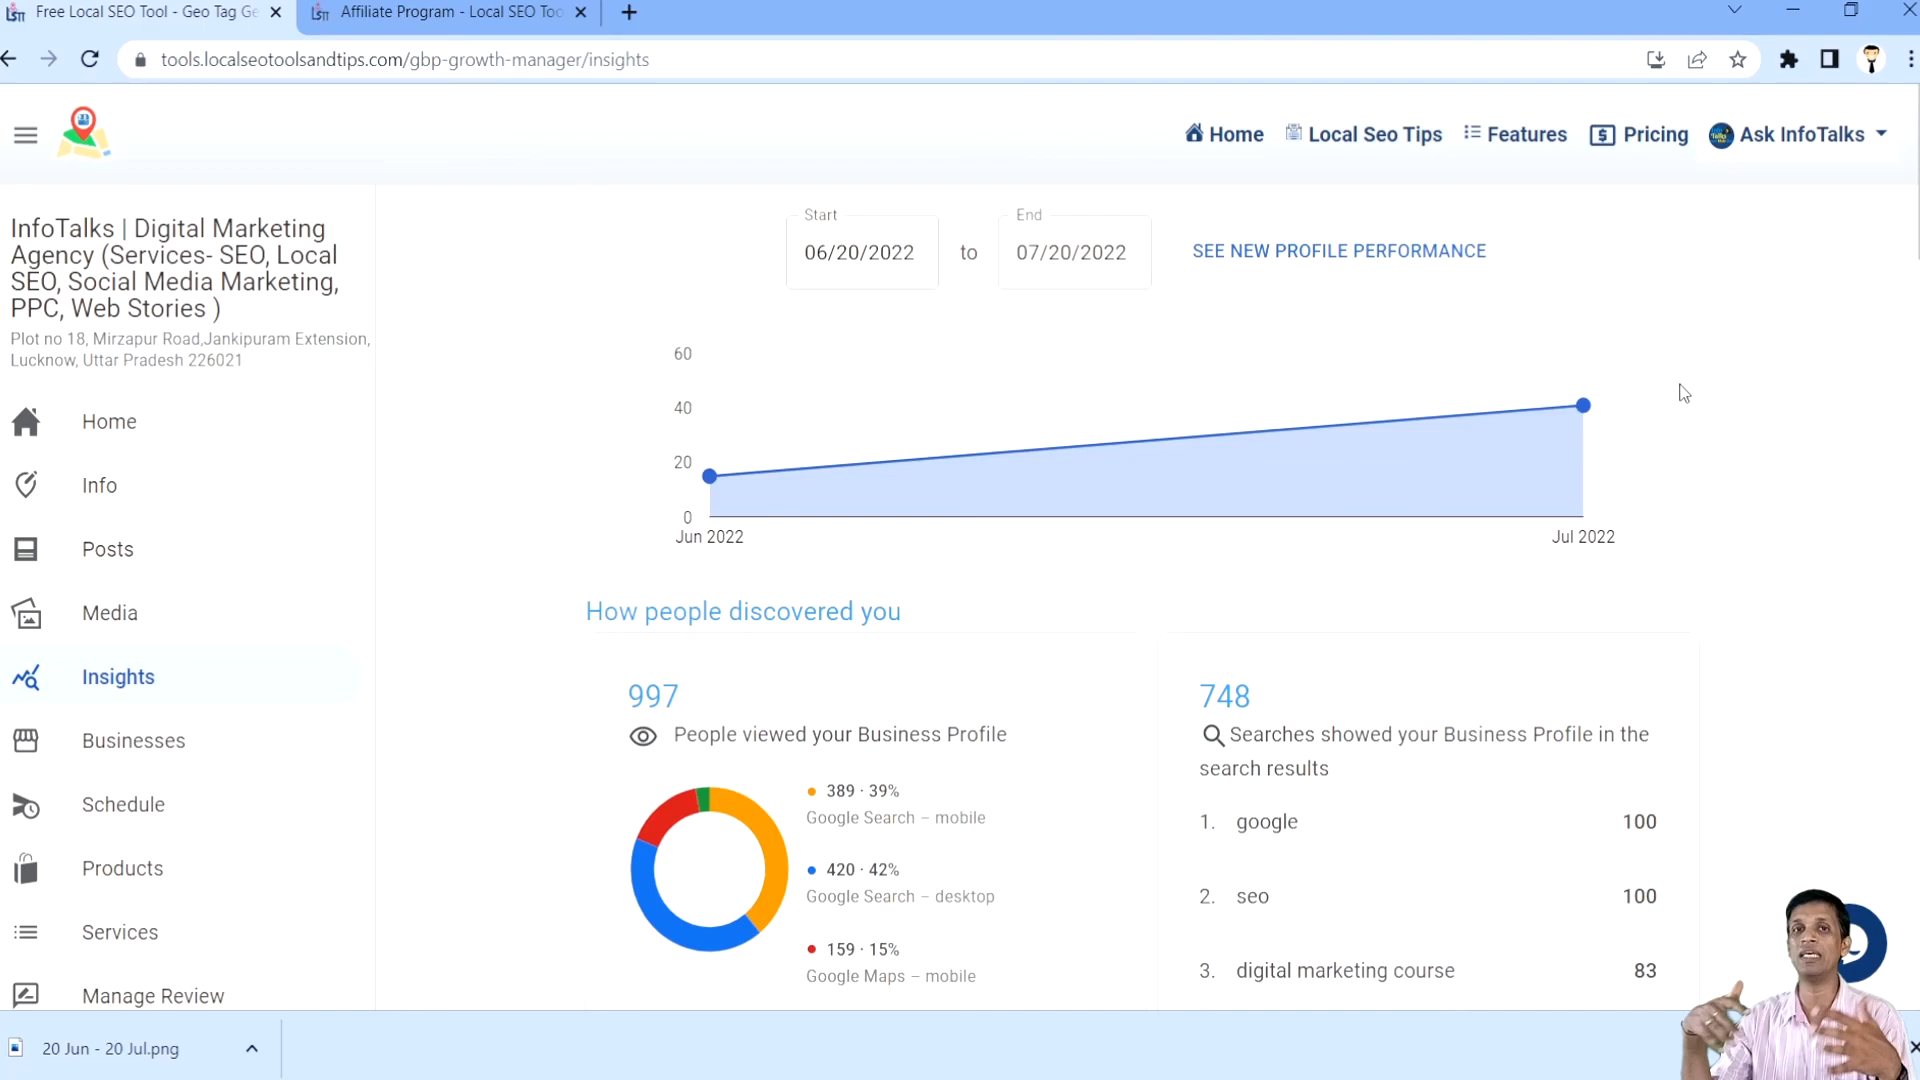 Free Local SEO Tool - Geo Tag Ge
Affiliate Program - Local SEO Too
tools.localseotoolsandtips.com/gbp-growth-manager/insights
Home
Local Seo Tips
Features
Pricing
Ask InfoTalks
InfoTalks | Digital Marketing
Agency (Services- SEO, Local
SEO, Social Media Marketing,
PPC, Web Stories )
Plot no 18, Mirzapur Road,Jankipuram Extension,
Lucknow, Uttar Pradesh 226021
Home
Info
Posts
Media
Insights
Businesses
Schedule
Products
Services
Manage Review
Start
06/20/2022
to
End
07/20/2022
SEE NEW PROFILE PERFORMANCE
60
40
20
0
Jun 2022
Jul 2022
How people discovered you
997
People viewed your Business Profile
389 · 39%
Google Search – mobile
420 · 42%
Google Search – desktop
159 · 15%
Google Maps – mobile
748
Searches showed your Business Profile in the
search results
1. google 100
2. seo 100
3. digital marketing course 83
20 Jun - 20 Jul.png